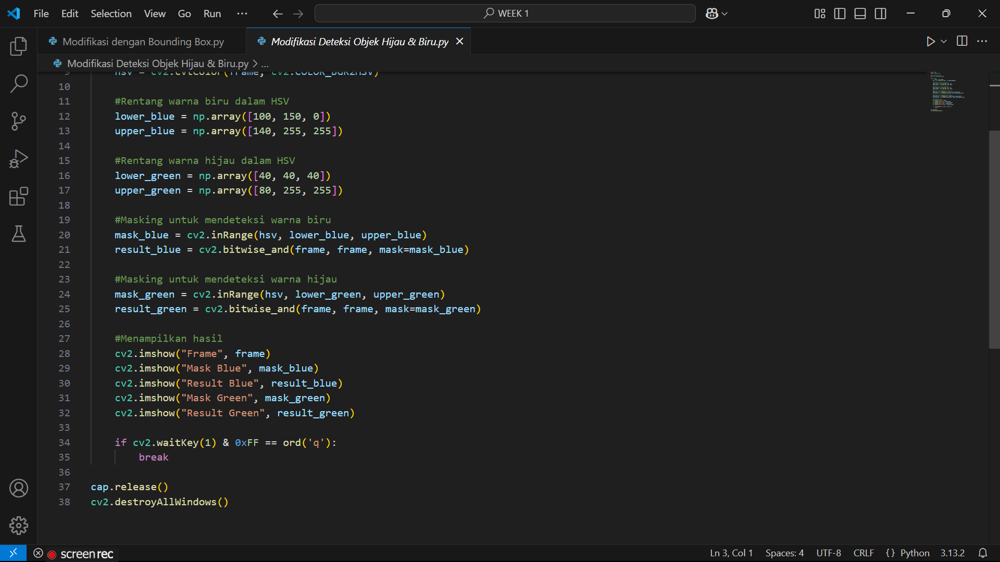 File Edit Selection View Go Run ··· WEEK 1
Modifikasi dengan Bounding Box.py Modifikasi Deteksi Objek Hijau & Biru.py
Modifikasi Deteksi Objek Hijau & Biru.py > ...
9 hsv = cv2.cvtColor(frame, cv2.COLOR_BGR2HSV)
10
11 #Rentang warna biru dalam HSV
12 lower_blue = np.array([100, 150, 0])
13 upper_blue = np.array([140, 255, 255])
14
15 #Rentang warna hijau dalam HSV
16 lower_green = np.array([40, 40, 40])
17 upper_green = np.array([80, 255, 255])
18
19 #Masking untuk mendeteksi warna biru
20 mask_blue = cv2.inRange(hsv, lower_blue, upper_blue)
21 result_blue = cv2.bitwise_and(frame, frame, mask=mask_blue)
22
23 #Masking untuk mendeteksi warna hijau
24 mask_green = cv2.inRange(hsv, lower_green, upper_green)
25 result_green = cv2.bitwise_and(frame, frame, mask=mask_green)
26
27 #Menampilkan hasil
28 cv2.imshow("Frame", frame)
29 cv2.imshow("Mask Blue", mask_blue)
30 cv2.imshow("Result Blue", result_blue)
31 cv2.imshow("Mask Green", mask_green)
32 cv2.imshow("Result Green", result_green)
33
34 if cv2.waitKey(1) & 0xFF == ord('q'):
35 break
36
37 cap.release()
38 cv2.destroyAllWindows()
screenrec Ln 3, Col 1 Spaces: 4 UTF-8 CRLF {} Python 3.13.2